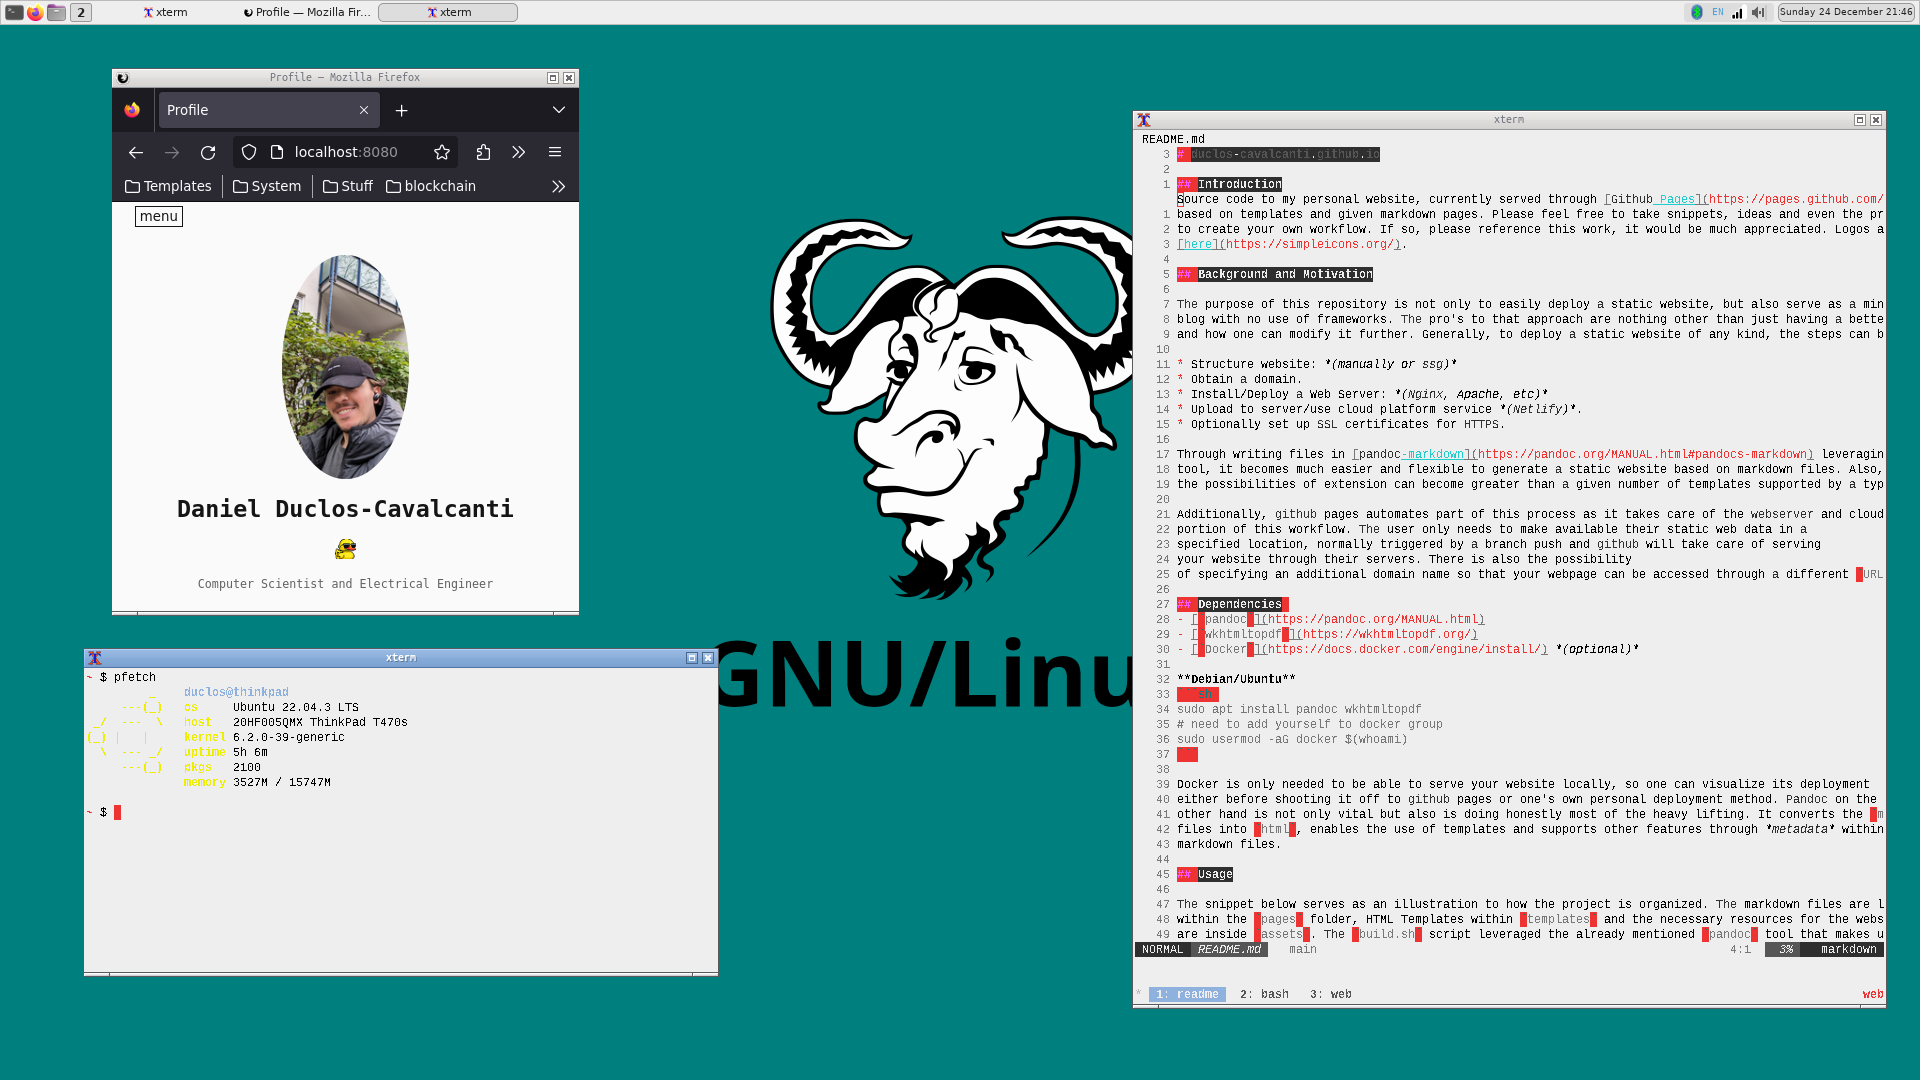 2
xterm
Profile — Mozilla Fir...
xterm
EN
Sunday 24 December 21:46
Profile — Mozilla Firefox
Profile
localhost:8080
Templates
System
Stuff
blockchain
menu
Daniel Duclos-Cavalcanti
Computer Scientist and Electrical Engineer
GNU/Linu
xterm
~ $ pfetch
duclos@thinkpad
os Ubuntu 22.04.3 LTS
host 20HF005QMX ThinkPad T470s
kernel 6.2.0-39-generic
uptime 5h 6m
pkgs 2100
memory 3527M / 15747M
~ $
xterm
README.md
3 # duclos-cavalcanti.github.io
2
1 ## Introduction
Source code to my personal website, currently served through [Github Pages](https://pages.github.com/
1 based on templates and given markdown pages. Please feel free to take snippets, ideas and even the pr
2 to create your own workflow. If so, please reference this work, it would be much appreciated. Logos a
3 [here](https://simpleicons.org/).
4
5 ## Background and Motivation
6
7 The purpose of this repository is not only to easily deploy a static website, but also serve as a min
8 blog with no use of frameworks. The pro's to that approach are nothing other than just having a bette
9 and how one can modify it further. Generally, to deploy a static website of any kind, the steps can b
10
11 * Structure website: *(manually or ssg)*
12 * Obtain a domain.
13 * Install/Deploy a Web Server: *(Nginx, Apache, etc)*
14 * Upload to server/use cloud platform service *(Netlify)*.
15 * Optionally set up SSL certificates for HTTPS.
16
17 Through writing files in [pandoc-markdown](https://pandoc.org/MANUAL.html#pandocs-markdown) leveragin
18 tool, it becomes much easier and flexible to generate a static website based on markdown files. Also,
19 the possibilities of extension can become greater than a given number of templates supported by a typ
20
21 Additionally, github pages automates part of this process as it takes care of the webserver and cloud
22 portion of this workflow. The user only needs to make available their static web data in a
23 specified location, normally triggered by a branch push and github will take care of serving
24 your website through their servers. There is also the possibility
25 of specifying an additional domain name so that your webpage can be accessed through a different `URL
26
27 ## Dependencies
28 - [`pandoc`](https://pandoc.org/MANUAL.html)
29 - [`wkhtmltopdf`](https://wkhtmltopdf.org/)
30 - [`Docker`](https://docs.docker.com/engine/install/) *(optional)*
31
32 **Debian/Ubuntu**
33 ```sh
34 sudo apt install pandoc wkhtmltopdf
35 # need to add yourself to docker group
36 sudo usermod -aG docker $(whoami)
37 ```
38
39 Docker is only needed to be able to serve your website locally, so one can visualize its deployment
40 either before shooting it off to github pages or one's own personal deployment method. Pandoc on the
41 other hand is not only vital but also is doing honestly most of the heavy lifting. It converts the `m
42 files into `html`, enables the use of templates and supports other features through *metadata* within
43 markdown files.
44
45 ## Usage
46
47 The snippet below serves as an illustration to how the project is organized. The markdown files are l
48 within the `pages` folder, HTML Templates within `templates` and the necessary resources for the webs
49 are inside `assets`. The `build.sh` script leveraged the already mentioned `pandoc` tool that makes u
NORMAL README.md main 4:1 3% markdown
* 1: readme 2: bash 3: web web